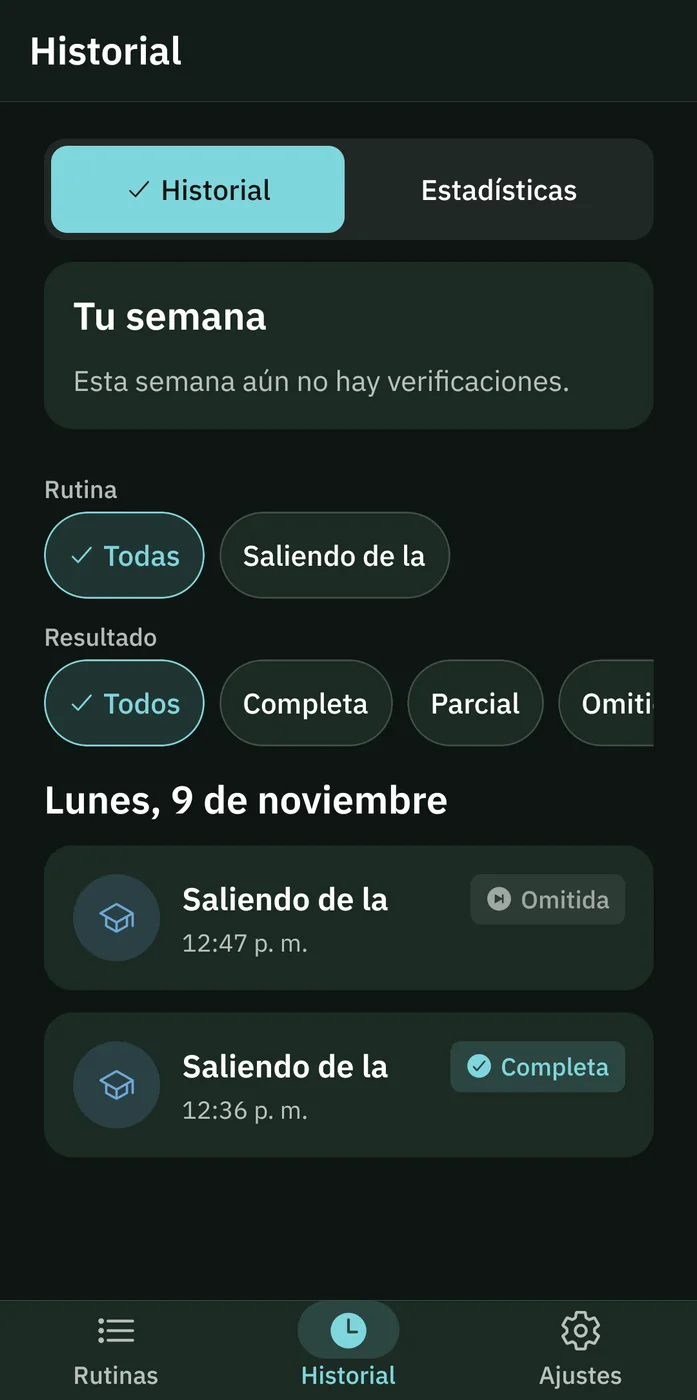 Historial
Historial
Estadísticas
Tu semana
Esta semana aún no hay verificaciones.
Rutina
Todas
Saliendo de la
Resultado
Todos
Completa
Parcial
Omiti
Lunes, 9 de noviembre
Saliendo de la
Omitida
12:47 p. m.
Saliendo de la
Completa
12:36 p. m.
Rutinas
Historial
Ajustes